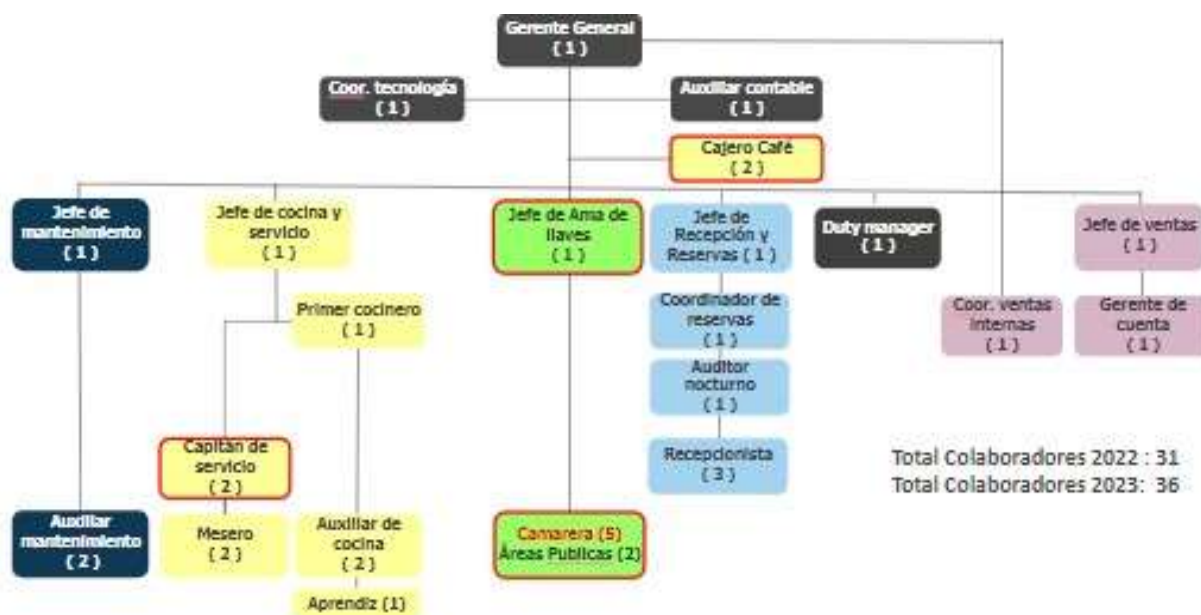 Gerente General
( 1 )
Coor. tecnología
( 1 )
Auxiliar contable
( 1 )
Cajero Café
( 2 )
Jefe de
mantenimiento
( 1 )
Jefe de cocina y
servicio
( 1 )
Jefe de Ama de
llaves
( 1 )
Jefe de
Recepción y
Reservas ( 1 )
Duty manager
( 1 )
Jefe de ventas
( 1 )
Primer cocinero
( 1 )
Coordinador de
reservas
( 1 )
Coor. ventas
internas
( 1 )
Gerente de
cuenta
( 1 )
Auditor
nocturno
( 1 )
Capitán de
servicio
( 2 )
Recepcionista
( 3 )
Total Colaboradores 2022 : 31
Total Colaboradores 2023: 36
Auxiliar
mantenimiento
( 2 )
Mesero
( 2 )
Auxiliar de
cocina
( 2 )
Camarera (5)
Áreas Publicas (2)
Aprendiz (1)